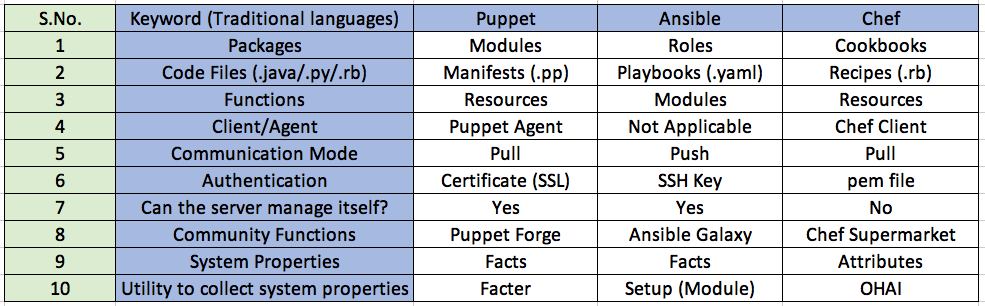 S.No. Keyword (Traditional languages) Puppet Ansible Chef
1 Packages Modules Roles Cookbooks
2 Code Files (.java/.py/.rb) Manifests (.pp) Playbooks (.yaml) Recipes (.rb)
3 Functions Resources Modules Resources
4 Client/Agent Puppet Agent Not Applicable Chef Client
5 Communication Mode Pull Push Pull
6 Authentication Certificate (SSL) SSH Key pem file
7 Can the server manage itself? Yes Yes No
8 Community Functions Puppet Forge Ansible Galaxy Chef Supermarket
9 System Properties Facts Facts Attributes
10 Utility to collect system properties Facter Setup (Module) OHAI